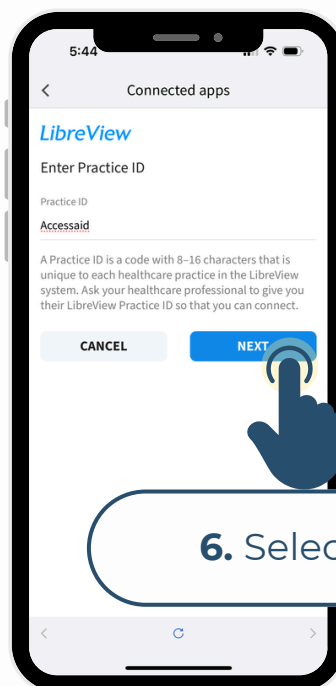 5:44
Connected apps
LibreView
Enter Practice ID
Practice ID
Accessaid
A Practice ID is a code with 8–16 characters that is
unique to each healthcare practice in the LibreView
system. Ask your healthcare professional to give you
their LibreView Practice ID so that you can connect.
CANCEL NEXT
6. Selec